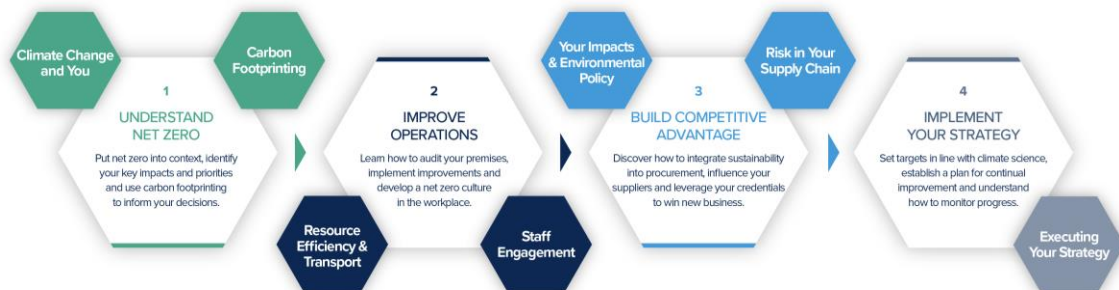 Climate Change
and You
Carbon
Footprinting
1
UNDERSTAND
NET ZERO
Put net zero into context, identify
your key impacts and priorities
and use carbon footprinting
to inform your decisions.
2
IMPROVE
OPERATIONS
Learn how to audit your premises,
implement improvements and
develop a net zero culture
in the workplace.
Resource
Efficiency &
Transport
Staff
Engagement
Your Impacts
& Environmental
Policy
Risk in Your
Supply Chain
3
BUILD COMPETITIVE
ADVANTAGE
Discover how to integrate sustainability
into procurement, influence your
suppliers and leverage your credentials
to win new business.
4
IMPLEMENT
YOUR STRATEGY
Set targets in line with climate science,
establish a plan for continual
improvement and understand
how to monitor progress.
Executing
Your Strategy